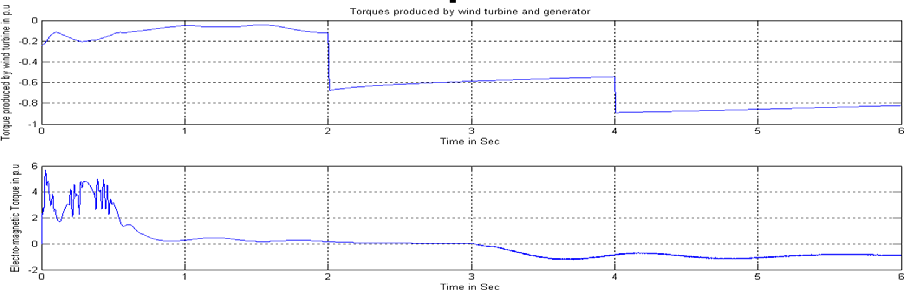 Torques produced by wind turbine and generator
Torque produced by wind turbine in p.u
0
-0.2
-0.4
-0.6
-0.8
-1
0 1 2 3 4 5 6
Time in Sec
Electro-magnetic Torque in p.u
6
4
2
0
-2
0 1 2 3 4 5 6
Time in Sec